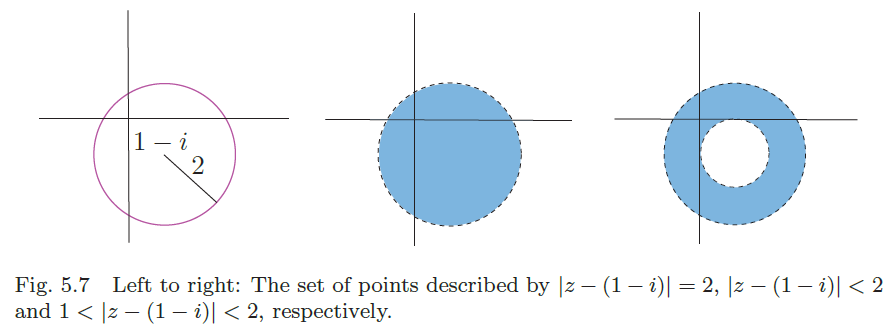 1 − i
2
Fig. 5.7 Left to right: The set of points described by |z − (1 − i)| = 2, |z − (1 − i)| < 2
and 1 < |z − (1 − i)| < 2, respectively.